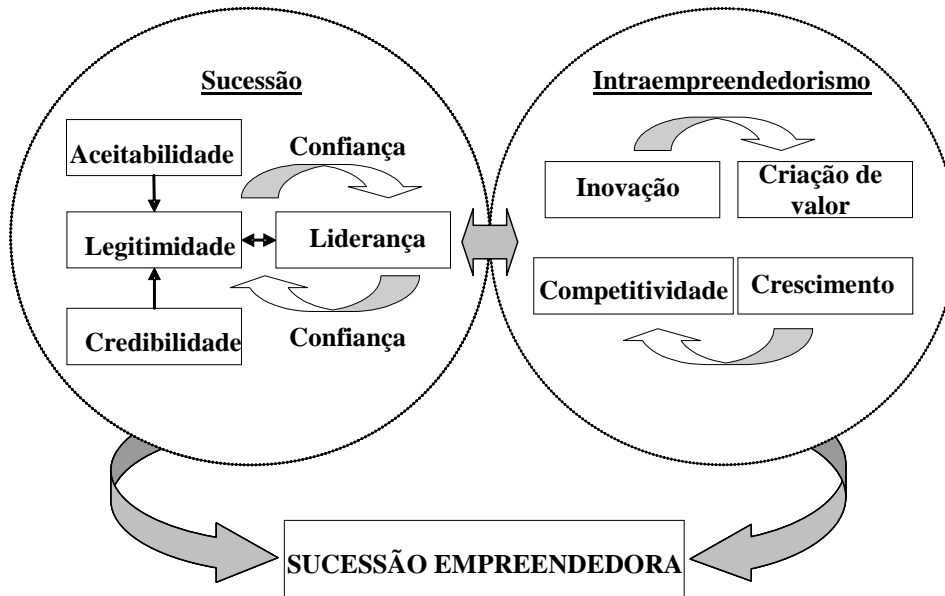 Sucessão
Aceitabilidade
Confiança
Legitimidade
Liderança
Credibilidade
Confiança
Intraempreendedorismo
Inovação
Criação de
valor
Competitividade
Crescimento
SUCESSÃO EMPREENDEDORA